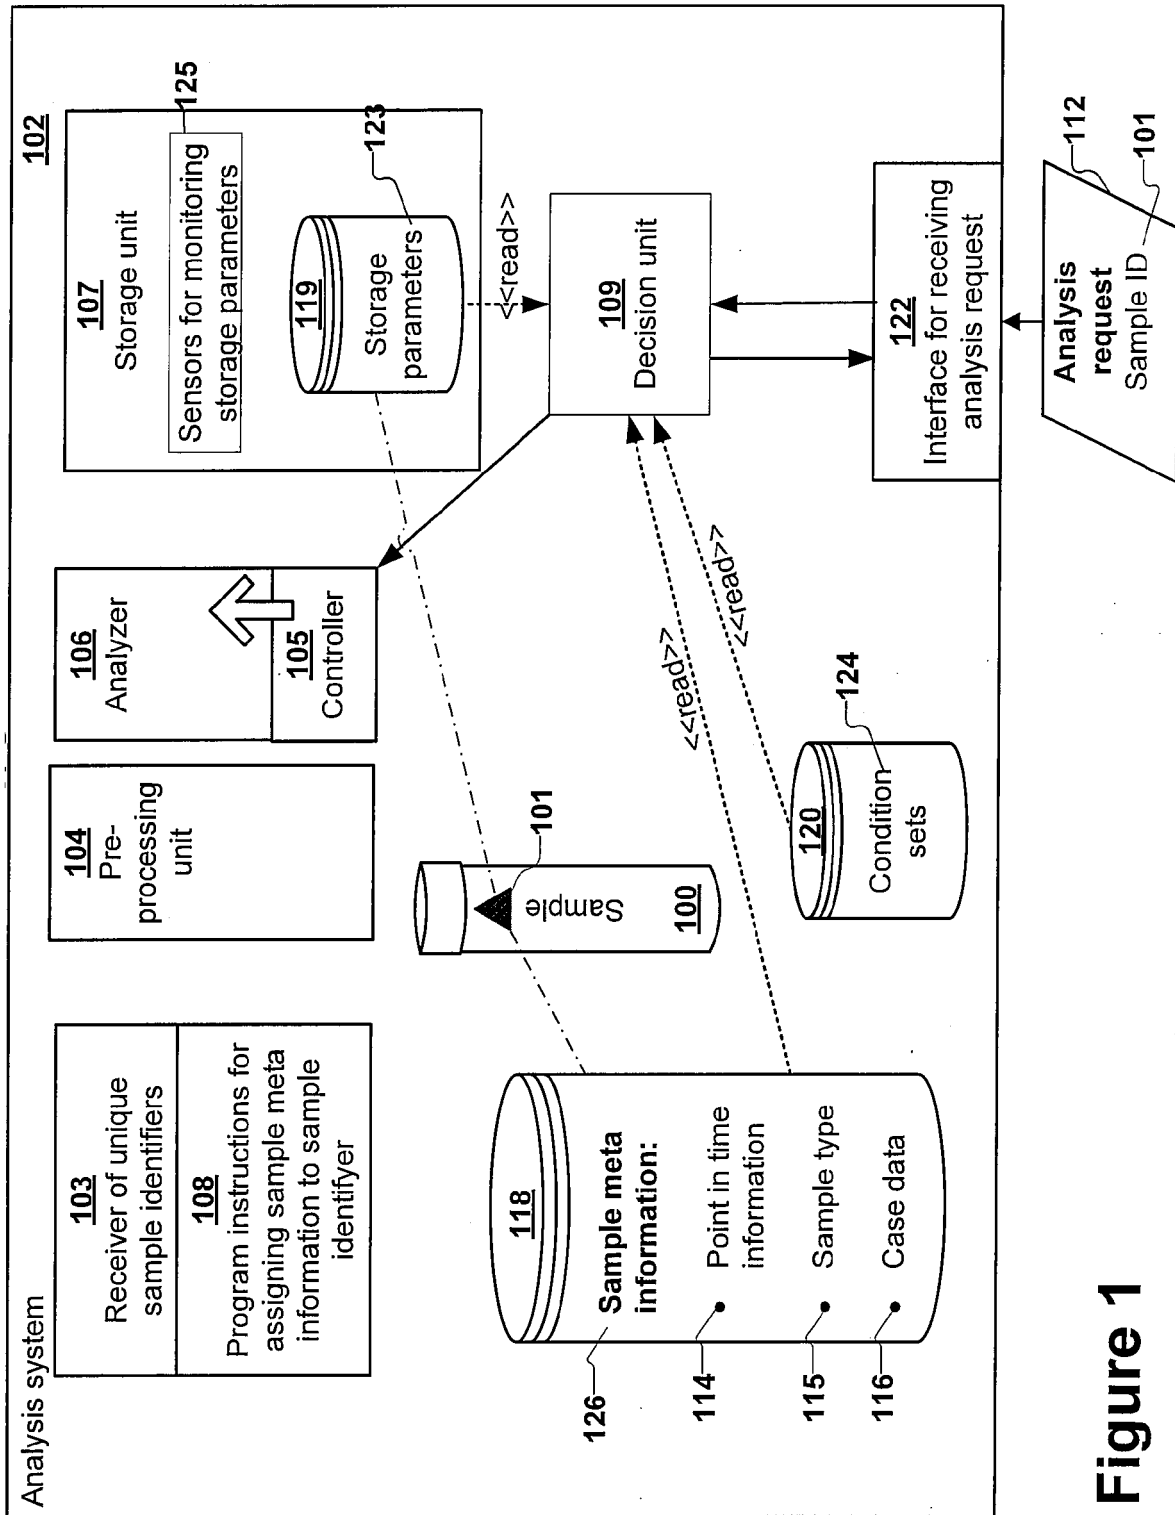 Analysis system
102
103
Receiver of unique
sample identifiers
108
Program instructions for
assigning sample meta
information to sample
identifyer
104
Pre-
processing
unit
106
Analyzer
105
Controller
107
Storage unit
125
Sensors for monitoring
storage parameters
119
Storage
parameters
123
<<read>>
101
Sample
100
118
Sample meta
information:
126
• Point in time
information
114
• Sample type
115
• Case data
116
120
Condition
sets
124
<<read>>
<<read>>
109
Decision unit
122
Interface for receiving
analysis request
Analysis
request
Sample ID
112
101
Figure 1